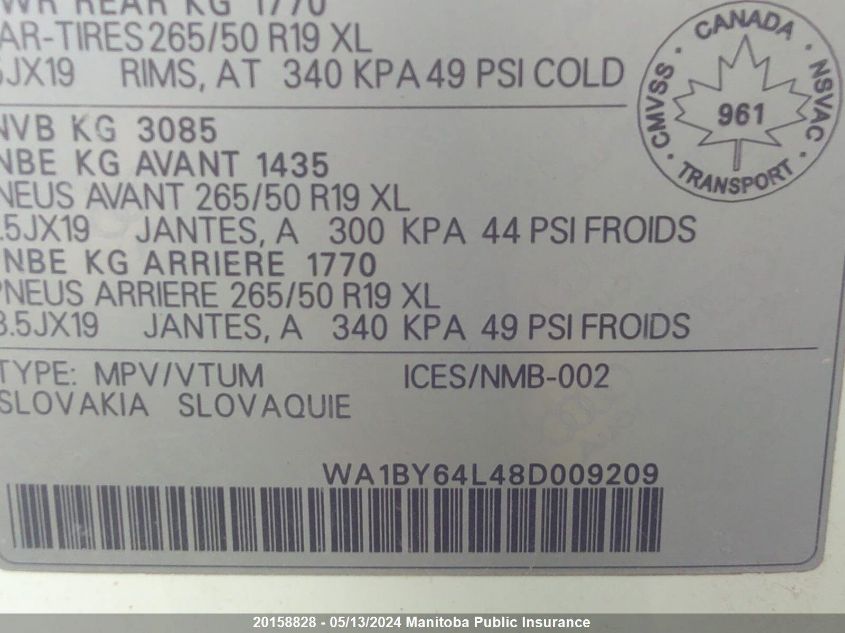 WR REAR KG 1770
AR-TIRES 265/50 R19 XL
5JX19 RIMS, AT 340 KPA 49 PSI COLD
CANADA
CMVSS NSVAC
961
TRANSPORT
NVB KG 3085
NBE KG AVANT 1435
NEUS AVANT 265/50 R19 XL
.5JX19 JANTES, A 300 KPA 44 PSI FROIDS
NBE KG ARRIERE 1770
PNEUS ARRIERE 265/50 R19 XL
8.5JX19 JANTES, A 340 KPA 49 PSI FROIDS
TYPE: MPV/VTUM ICES/NMB-002
SLOVAKIA SLOVAQUIE
WA1BY64L48D009209
20158828 - 05/13/2024 Manitoba Public Insurance